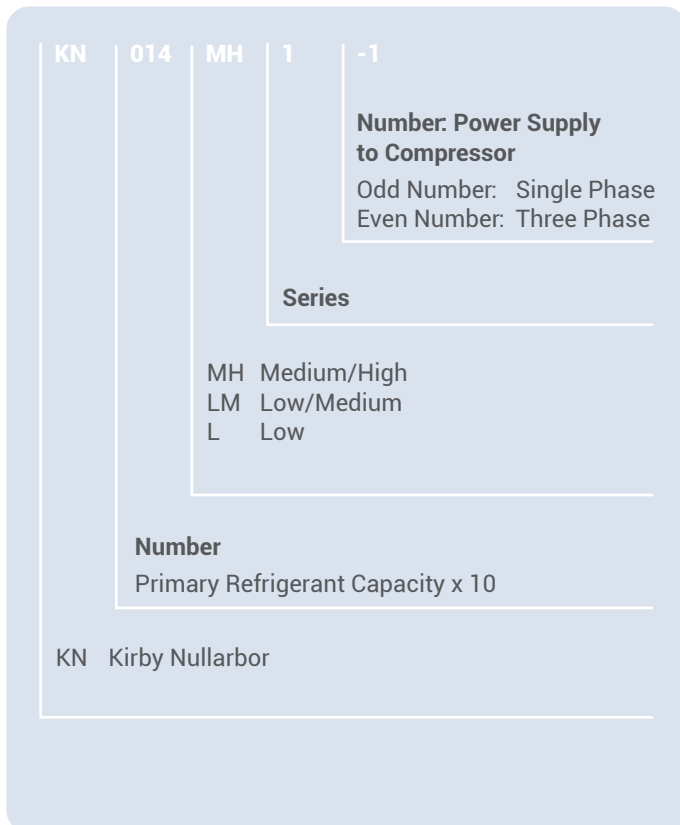 KN 014 MH 1 -1
Number: Power Supply
to Compressor
Odd Number: Single Phase
Even Number: Three Phase
Series
MH Medium/High
LM Low/Medium
L Low
Number
Primary Refrigerant Capacity x 10
KN Kirby Nullarbor